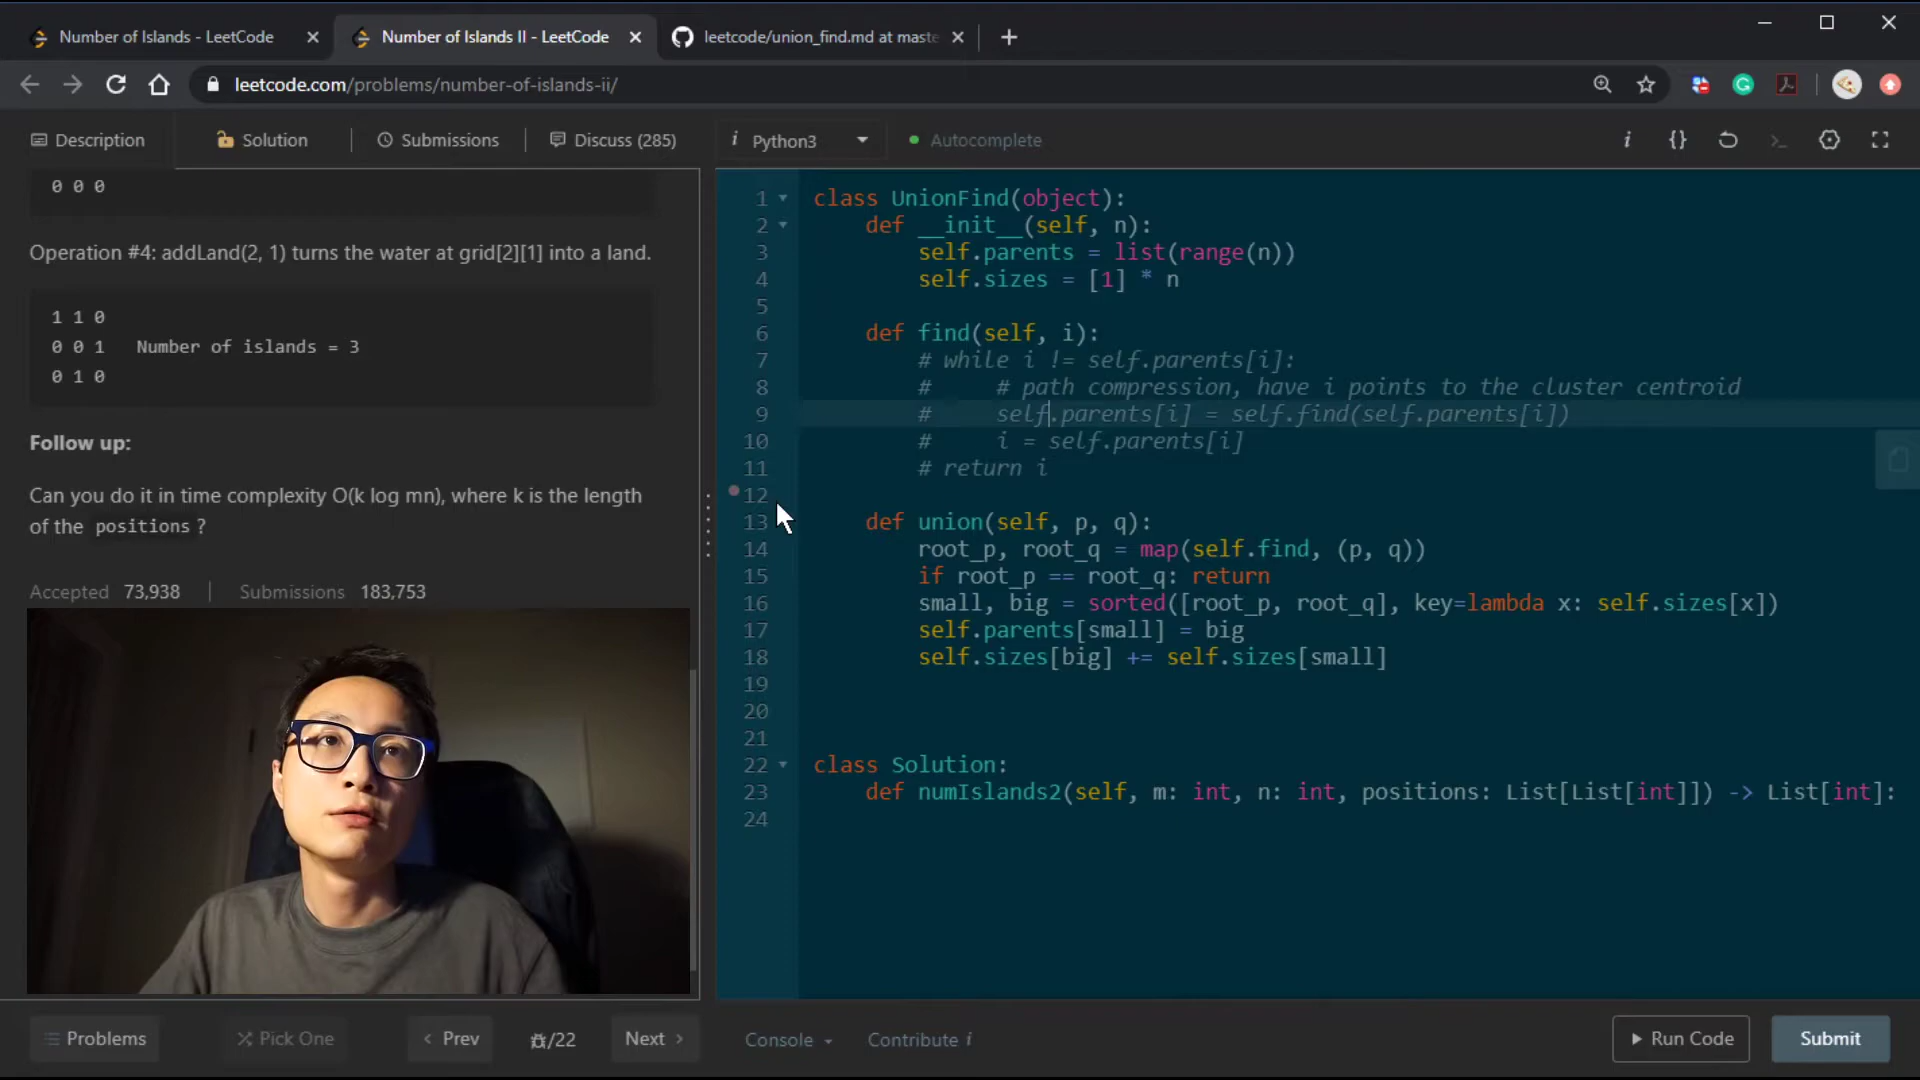 Number of Islands - LeetCode
Number of Islands II - LeetCode
leetcode/union_find.md at maste
leetcode.com/problems/number-of-islands-ii/
Description
Solution
Submissions
Discuss (285)
i Python3
Autocomplete
0 0 0
Operation #4: addLand(2, 1) turns the water at grid[2][1] into a land.
1 1 0
0 0 1 Number of islands = 3
0 1 0
Follow up:
Can you do it in time complexity O(k log mn), where k is the length
of the positions ?
Accepted 73,938 Submissions 183,753
1 class UnionFind(object):
2 def __init__(self, n):
3 self.parents = list(range(n))
4 self.sizes = [1] * n
5
6 def find(self, i):
7 # while i != self.parents[i]:
8 # # path compression, have i points to the cluster centroid
9 # self.parents[i] = self.find(self.parents[i])
10 # i = self.parents[i]
11 # return i
12
13 def union(self, p, q):
14 root_p, root_q = map(self.find, (p, q))
15 if root_p == root_q: return
16 small, big = sorted([root_p, root_q], key=lambda x: self.sizes[x])
17 self.parents[small] = big
18 self.sizes[big] += self.sizes[small]
19
20
21
22 class Solution:
23 def numIslands2(self, m: int, n: int, positions: List[List[int]]) -> List[int]:
24
Problems
Pick One
Prev
/22
Next
Console
Contribute i
Run Code
Submit